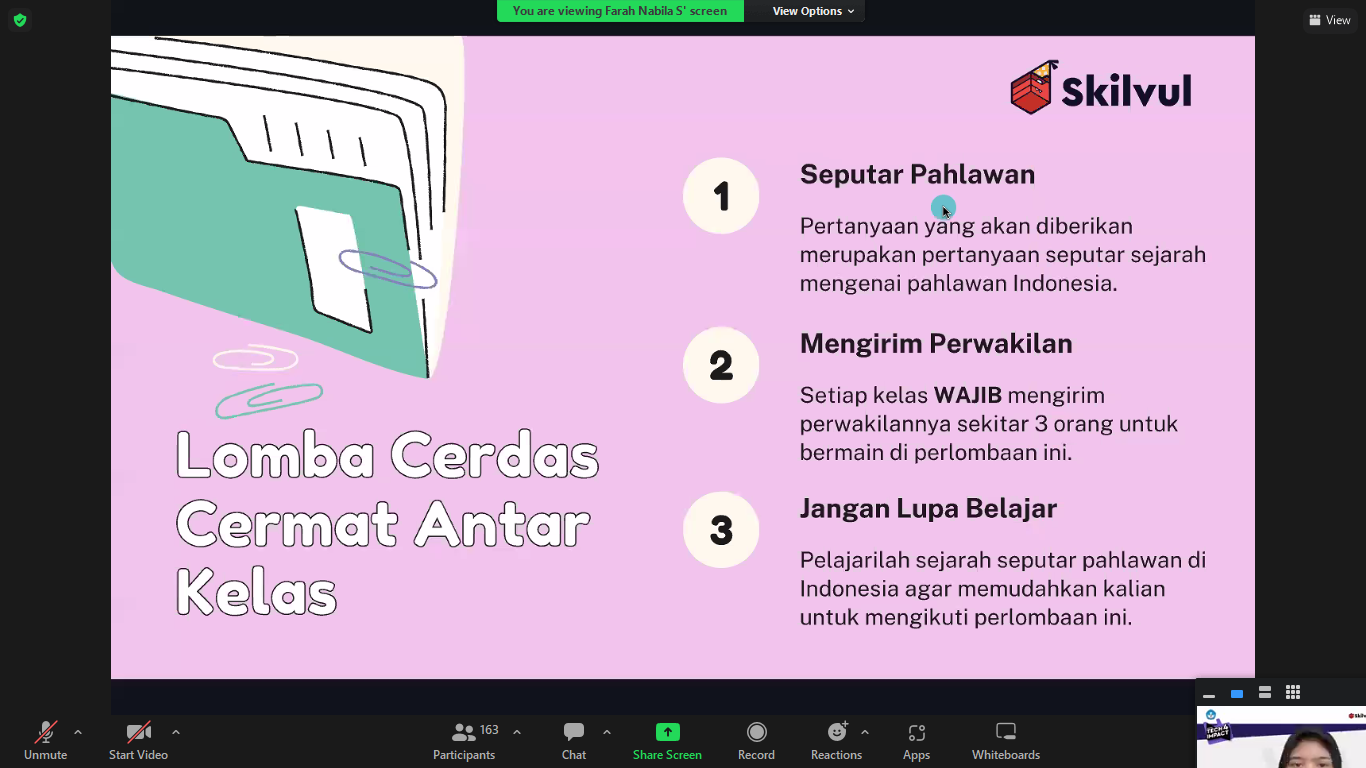 You are viewing Farah Nabila S' screen
View Options
View
Skilvul
1
Seputar Pahlawan
Pertanyaan yang akan diberikan
merupakan pertanyaan seputar sejarah
mengenai pahlawan Indonesia.
2
Mengirim Perwakilan
Setiap kelas WAJIB mengirim
perwakilannya sekitar 3 orang untuk
bermain di perlombaan ini.
3
Jangan Lupa Belajar
Pelajarilah sejarah seputar pahlawan di
Indonesia agar memudahkan kalian
untuk mengikuti perlombaan ini.
Lomba Cerdas
Cermat Antar
Kelas
TECH4
IMPACT
Unmute
Start Video
163
Participants
Chat
Share Screen
Record
Reactions
Apps
Whiteboards